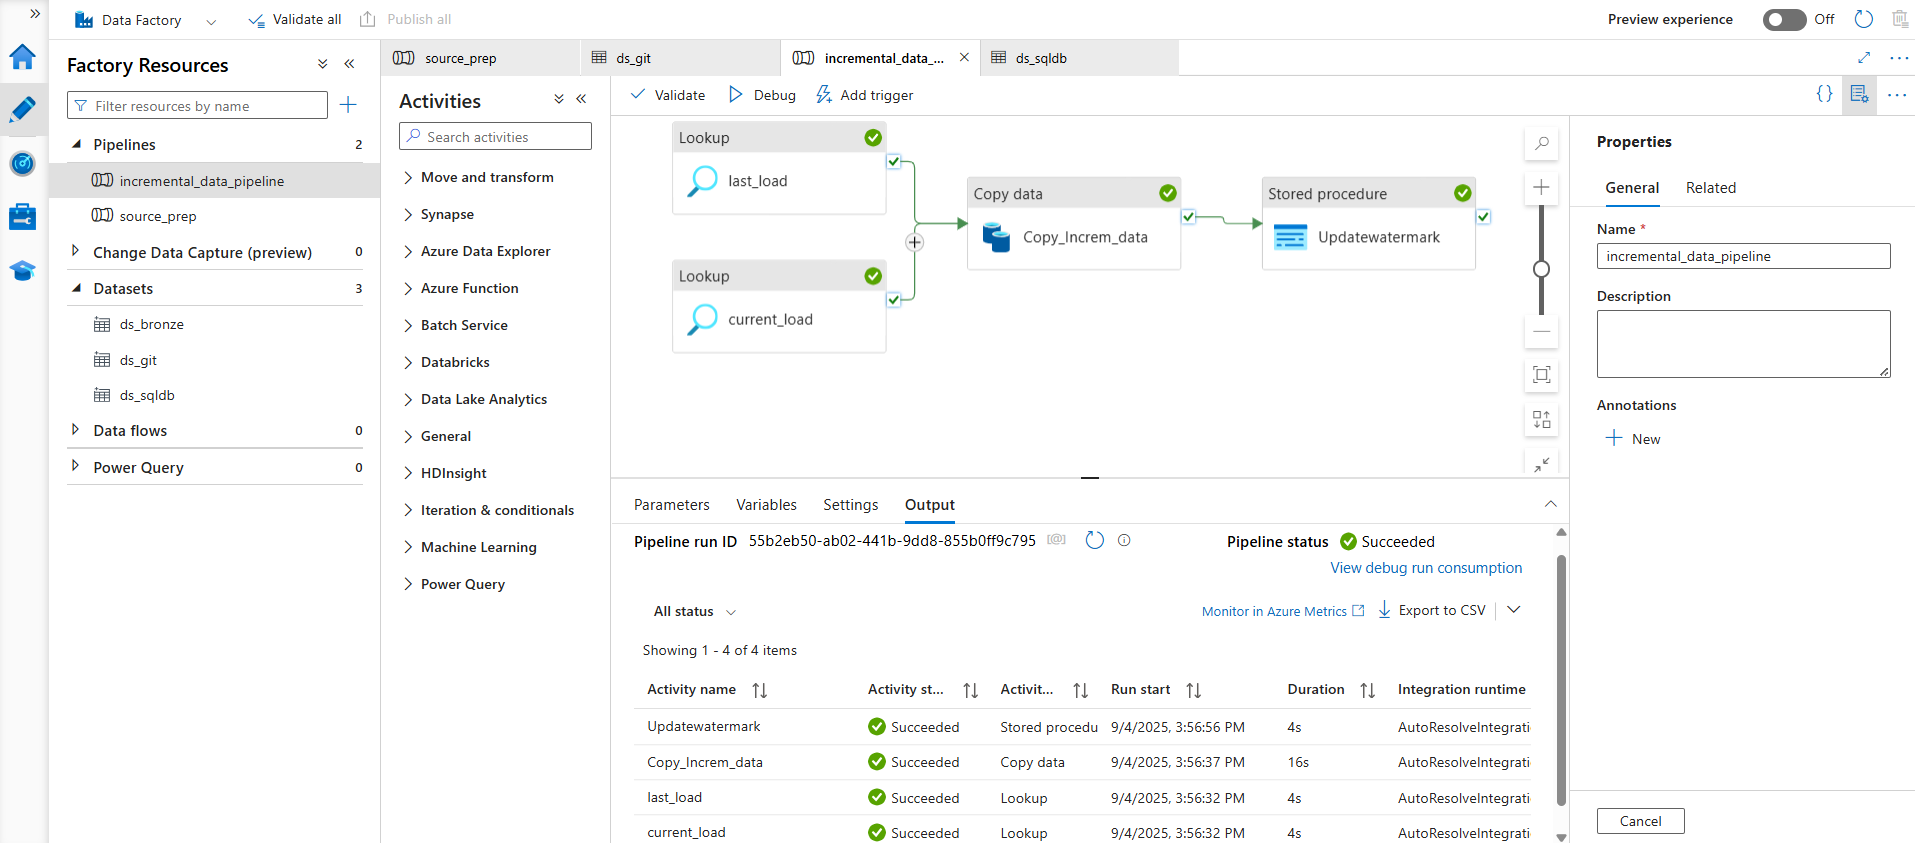 Data Factory
Validate all
Publish all
Preview experience
Off
Factory Resources
Filter resources by name
Pipelines 2
incremental_data_pipeline
source_prep
Change Data Capture (preview) 0
Datasets 3
ds_bronze
ds_git
ds_sqldb
Data flows 0
Power Query 0
source_prep
ds_git
incremental_data_...
ds_sqldb
Activities
Search activities
Move and transform
Synapse
Azure Data Explorer
Azure Function
Batch Service
Databricks
Data Lake Analytics
General
HDInsight
Iteration & conditionals
Machine Learning
Power Query
Validate
Debug
Add trigger
Lookup
last_load
Lookup
current_load
Copy data
Copy_Increm_data
Stored procedure
Updatewatermark
Parameters Variables Settings Output
Pipeline run ID 55b2eb50-ab02-441b-9dd8-855b0ff9c795
Pipeline status Succeeded
View debug run consumption
All status
Monitor in Azure Metrics
Export to CSV
Showing 1 - 4 of 4 items
Activity name Activity st... Activit... Run start Duration Integration runtime
Updatewatermark Succeeded Stored procedu 9/4/2025, 3:56:56 PM 4s AutoResolveIntegrati
Copy_Increm_data Succeeded Copy data 9/4/2025, 3:56:37 PM 16s AutoResolveIntegrati
last_load Succeeded Lookup 9/4/2025, 3:56:32 PM 4s AutoResolveIntegrati
current_load Succeeded Lookup 9/4/2025, 3:56:32 PM 4s AutoResolveIntegrati
Properties
General Related
Name *
incremental_data_pipeline
Description
Annotations
New
Cancel